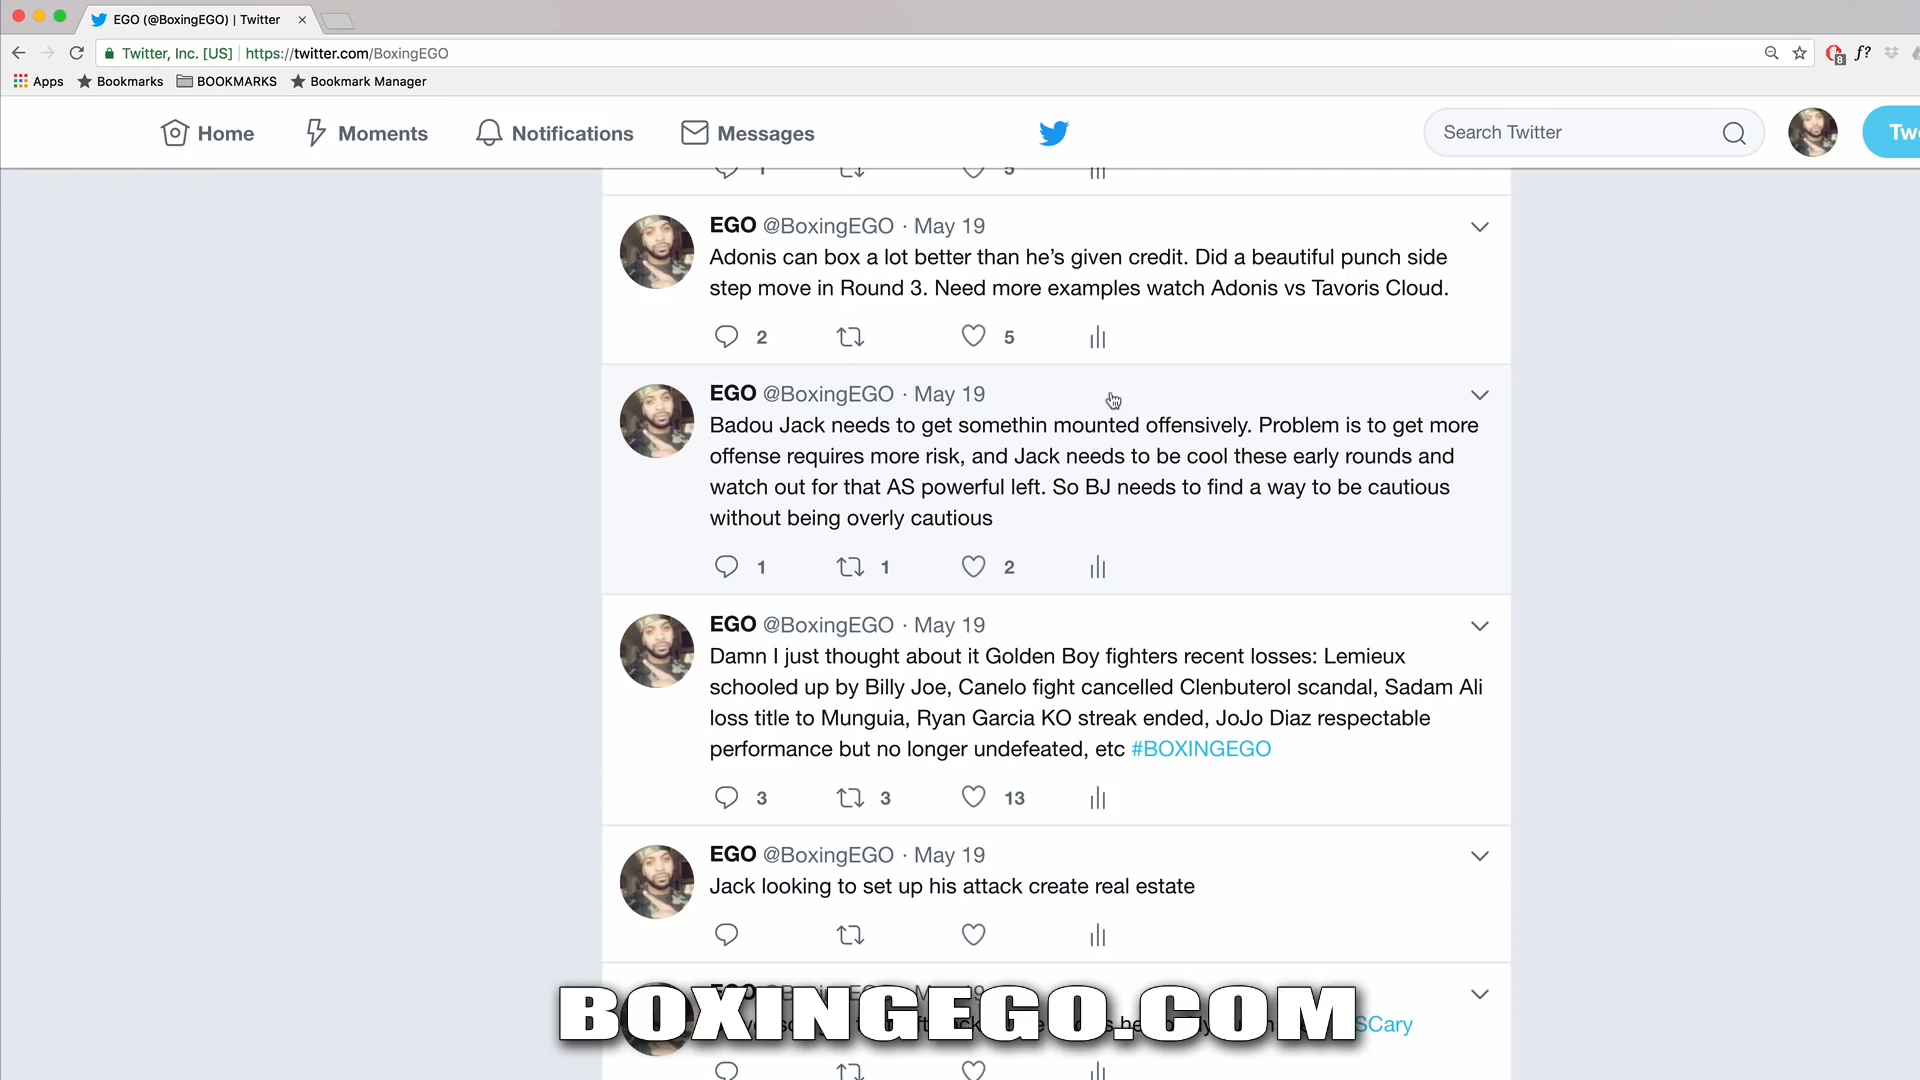 EGO (@BoxingEGO) | Twitter
Twitter, Inc. [US] https://twitter.com/BoxingEGO
8 f?
Apps Bookmarks BOOKMARKS Bookmark Manager
Home Moments Notifications Messages Search Twitter Tw
1 5
EGO @BoxingEGO · May 19
Adonis can box a lot better than he's given credit. Did a beautiful punch side
step move in Round 3. Need more examples watch Adonis vs Tavoris Cloud.
2 5
EGO @BoxingEGO · May 19
Badou Jack needs to get somethin mounted offensively. Problem is to get more
offense requires more risk, and Jack needs to be cool these early rounds and
watch out for that AS powerful left. So BJ needs to find a way to be cautious
without being overly cautious
1 1 2
EGO @BoxingEGO · May 19
Damn I just thought about it Golden Boy fighters recent losses: Lemieux
schooled up by Billy Joe, Canelo fight cancelled Clenbuterol scandal, Sadam Ali
loss title to Munguia, Ryan Garcia KO streak ended, JoJo Diaz respectable
performance but no longer undefeated, etc #BOXINGEGO
3 3 13
EGO @BoxingEGO · May 19
Jack looking to set up his attack create real estate
BOXINGEGO.COM